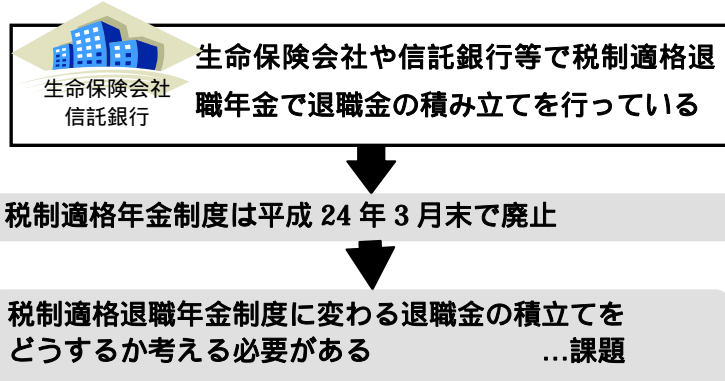 生命保険会社や信託銀行等で税制適格退
職年金で退職金の積み立てを行っている
生命保険会社
信託銀行
税制適格年金制度は平成 24 年 3 月末で廃止
税制適格退職年金制度に変わる退職金の積立てを
どうするか考える必要がある …課題